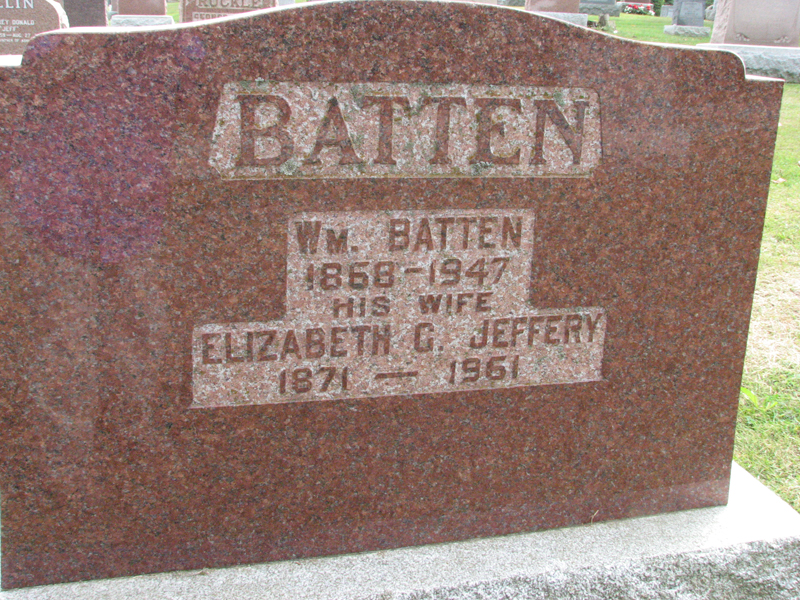 BATTEN
WM. BATTEN
1868-1947
HIS WIFE
ELIZABETH G. JEFFERY
1871 — 1961